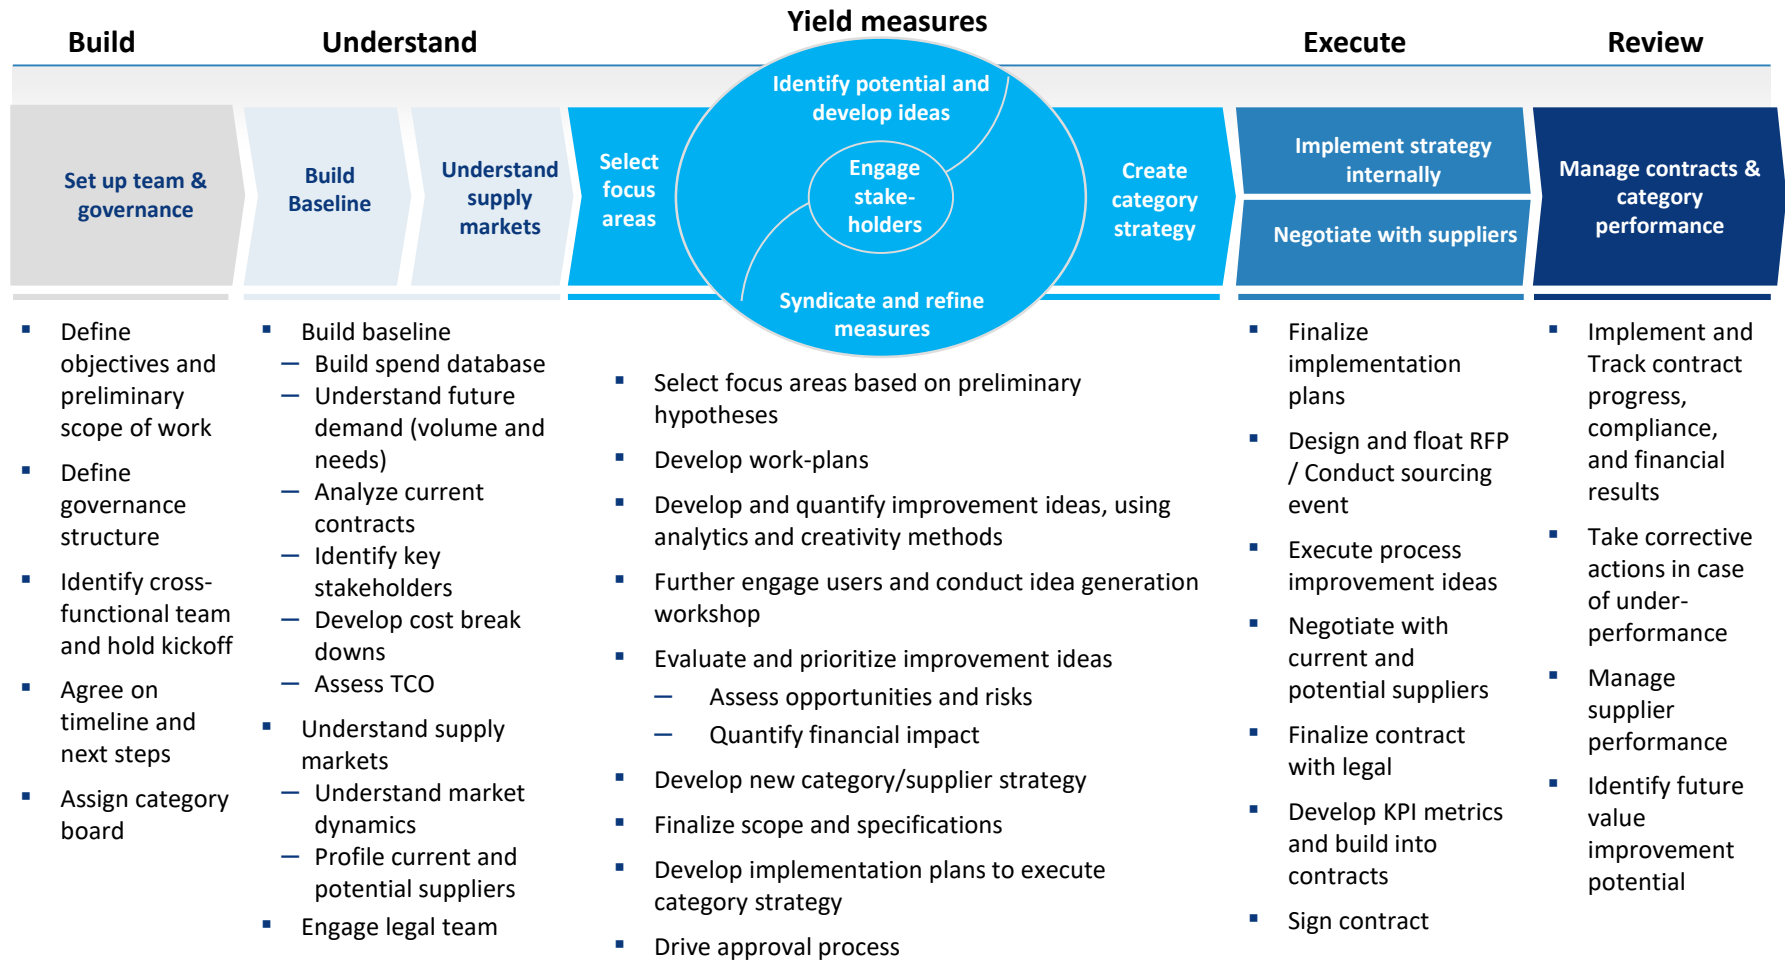 Build
Understand
Yield measures
Execute
Review
Set up team &
governance
Build
Baseline
Understand
supply
markets
Select
focus
areas
Identify potential and
develop ideas
Engage
stake-
holders
Syndicate and refine
measures
Create
category
strategy
Implement strategy
internally
Negotiate with suppliers
Manage contracts &
category
performance
▪ Define
objectives and
preliminary
scope of work
▪ Define
governance
structure
▪ Identify cross-
functional team
and hold kickoff
▪ Agree on
timeline and
next steps
▪ Assign category
board
▪ Build baseline
– Build spend database
– Understand future
demand (volume and
needs)
– Analyze current
contracts
– Identify key
stakeholders
– Develop cost break
downs
– Assess TCO
▪ Understand supply
markets
– Understand market
dynamics
– Profile current and
potential suppliers
▪ Engage legal team
▪ Select focus areas based on preliminary
hypotheses
▪ Develop work-plans
▪ Develop and quantify improvement ideas, using
analytics and creativity methods
▪ Further engage users and conduct idea generation
workshop
▪ Evaluate and prioritize improvement ideas
– Assess opportunities and risks
– Quantify financial impact
▪ Develop new category/supplier strategy
▪ Finalize scope and specifications
▪ Develop implementation plans to execute
category strategy
▪ Drive approval process
▪ Finalize
implementation
plans
▪ Design and float RFP
/ Conduct sourcing
event
▪ Execute process
improvement ideas
▪ Negotiate with
current and
potential suppliers
▪ Finalize contract
with legal
▪ Develop KPI metrics
and build into
contracts
▪ Sign contract
▪ Implement and
Track contract
progress,
compliance,
and financial
results
▪ Take corrective
actions in case
of under-
performance
▪ Manage
supplier
performance
▪ Identify future
value
improvement
potential